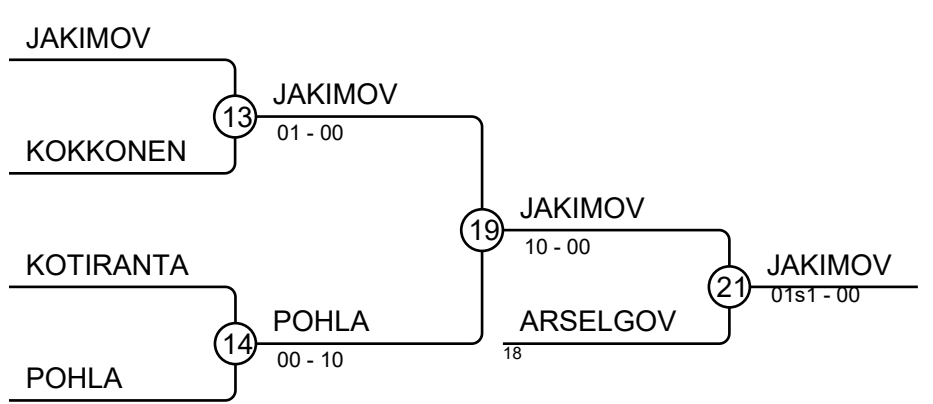 JAKIMOV
13
JAKIMOV
01 - 00
KOKKONEN
19
JAKIMOV
10 - 00
KOTIRANTA
14
POHLA
00 - 10
POHLA
21
JAKIMOV
01s1 - 00
ARSELGOV
18